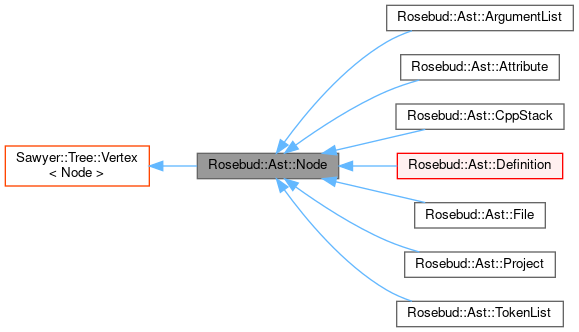 Rosebud::Ast::ArgumentList
Rosebud::Ast::Attribute
Rosebud::Ast::CppStack
Sawyer::Tree::Vertex
< Node >
Rosebud::Ast::Node
Rosebud::Ast::Definition
Rosebud::Ast::File
Rosebud::Ast::Project
Rosebud::Ast::TokenList